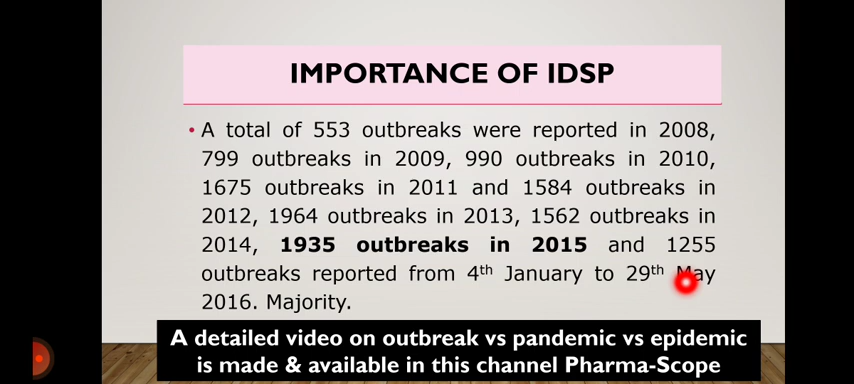 IMPORTANCE OF IDSP
• A total of 553 outbreaks were reported in 2008,
799 outbreaks in 2009, 990 outbreaks in 2010,
1675 outbreaks in 2011 and 1584 outbreaks in
2012, 1964 outbreaks in 2013, 1562 outbreaks in
2014, 1935 outbreaks in 2015 and 1255
outbreaks reported from 4th January to 29th May
2016. Majority.
A detailed video on outbreak vs pandemic vs epidemic
is made & available in this channel Pharma-Scope